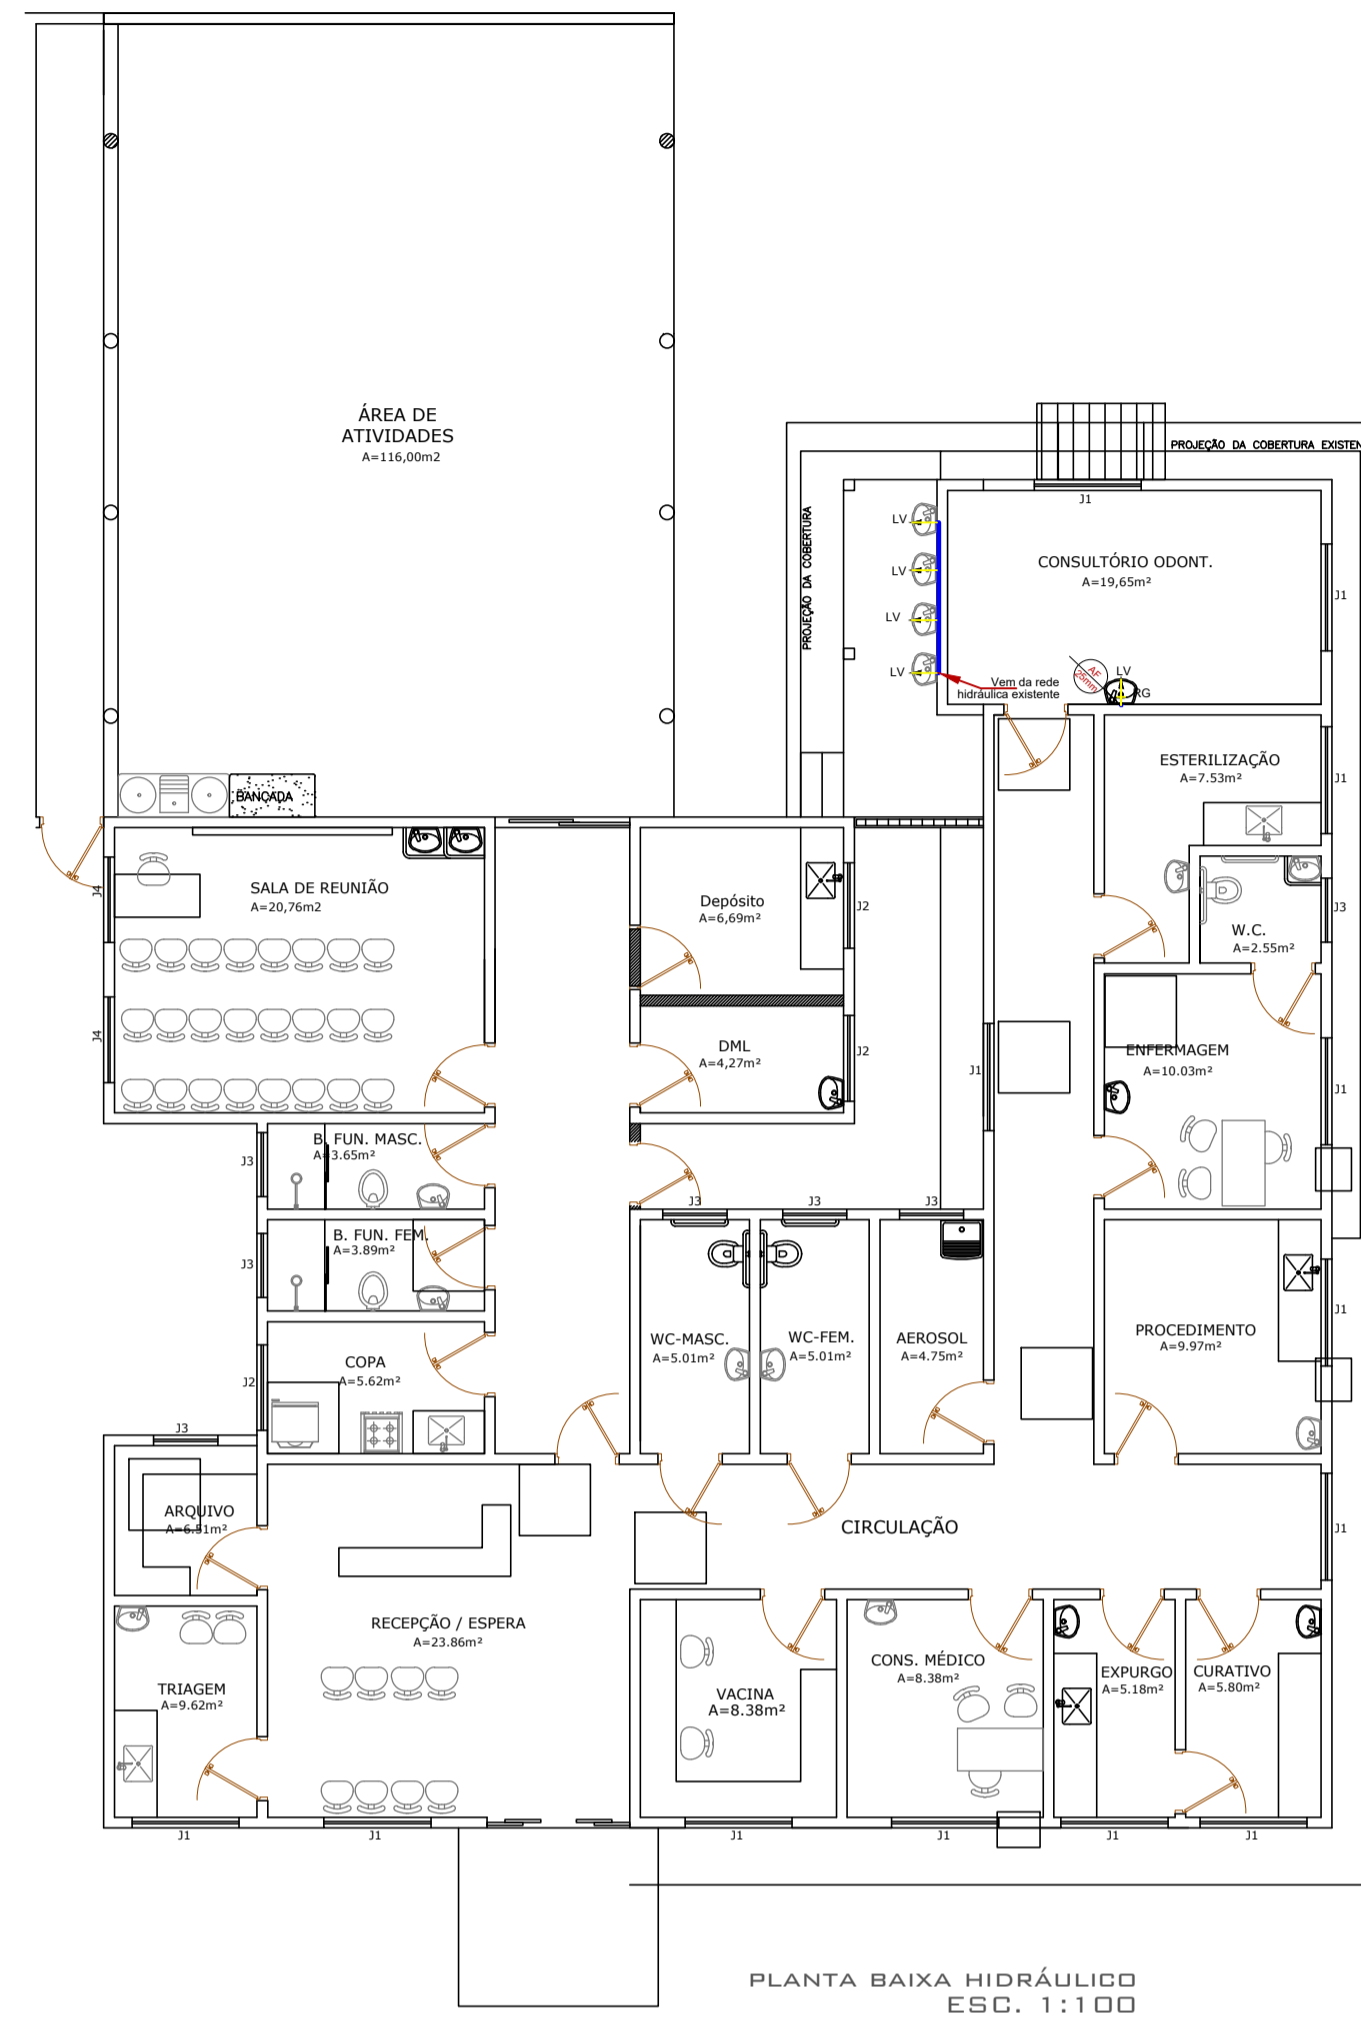 ÁREA DE
ATIVIDADES
A=116,00m2
PROJEÇÃO DA COBERTURA EXISTEN
PROJEÇÃO DA COBERTURA
J1
LV
LV
LV
LV
CONSULTÓRIO ODONT.
A=19,65m²
J1
Vem da rede
hidráulica existente
AF
25mm
LV
RG
BANCADA
ESTERILIZAÇÃO
A=7.53m²
J1
J4
SALA DE REUNIÃO
A=20,76m2
Depósito
A=6,69m²
J2
W.C.
A=2.55m²
J3
J4
DML
A=4,27m²
J2
J1
ENFERMAGEM
A=10.03m²
J1
B. FUN. MASC.
A=3.65m²
J3
J3
J3
J3
B. FUN. FEM.
A=3.89m²
J3
WC-MASC.
A=5.01m²
WC-FEM.
A=5.01m²
AEROSOL
A=4.75m²
PROCEDIMENTO
A=9.97m²
J1
COPA
A=5.62m²
J2
J3
ARQUIVO
A=6.51m²
CIRCULAÇÃO
J1
RECEPÇÃO / ESPERA
A=23.86m²
TRIAGEM
A=9.62m²
VACINA
A=8.38m²
CONS. MÉDICO
A=8.38m²
EXPURGO
A=5.18m²
CURATIVO
A=5.80m²
J1
J1
J1
J1
J1
J1
PLANTA BAIXA HIDRÁULICO
ESC. 1:100